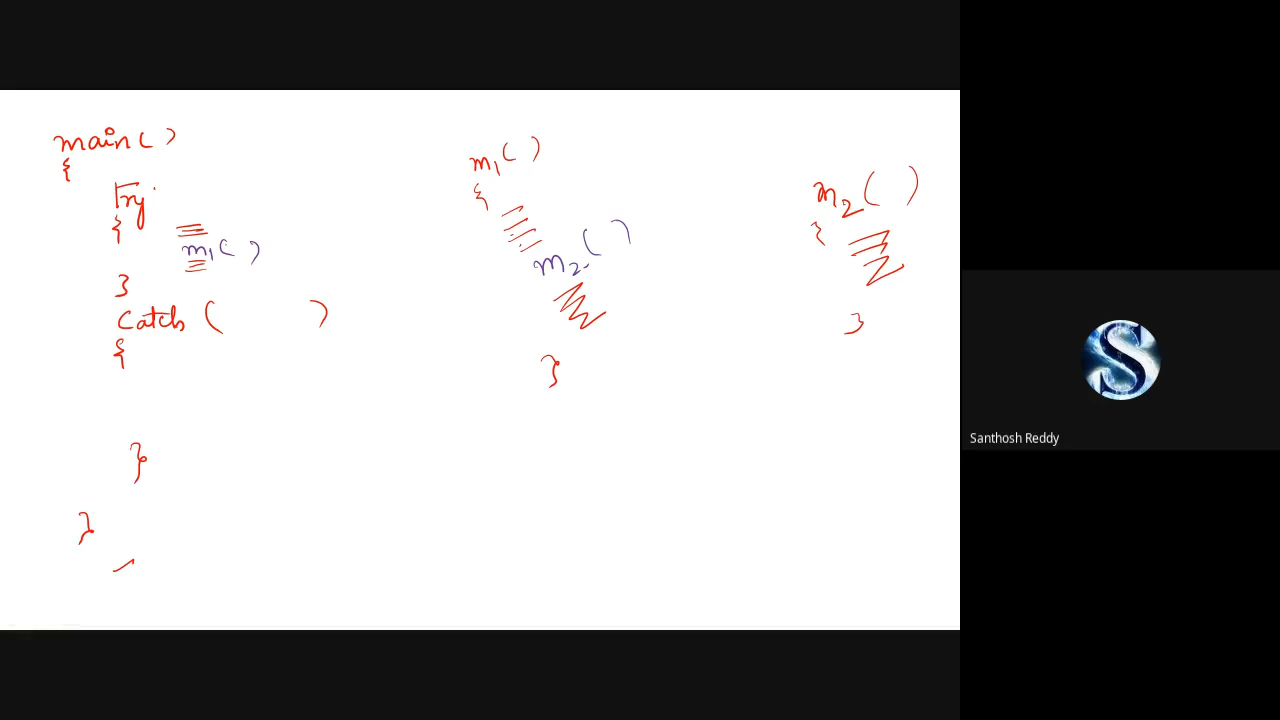 main( )
{
Try
{
m1( )
}
catch ( )
{
}
}
m1( )
{
m2( )
}
m2( )
{
}
Santhosh Reddy